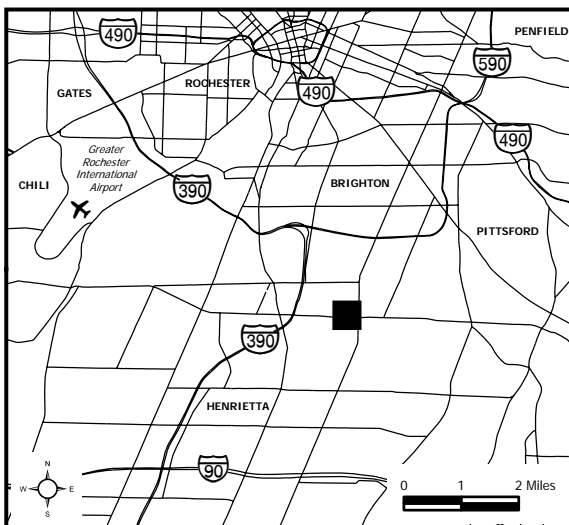 490
PENFIELD
590
GATES
ROCHESTER
490
490
Greater
Rochester
International
Airport
CHILI
390
BRIGHTON
PITTSFORD
390
HENRIETTA
N
W
E
S
90
0 1 2 Miles